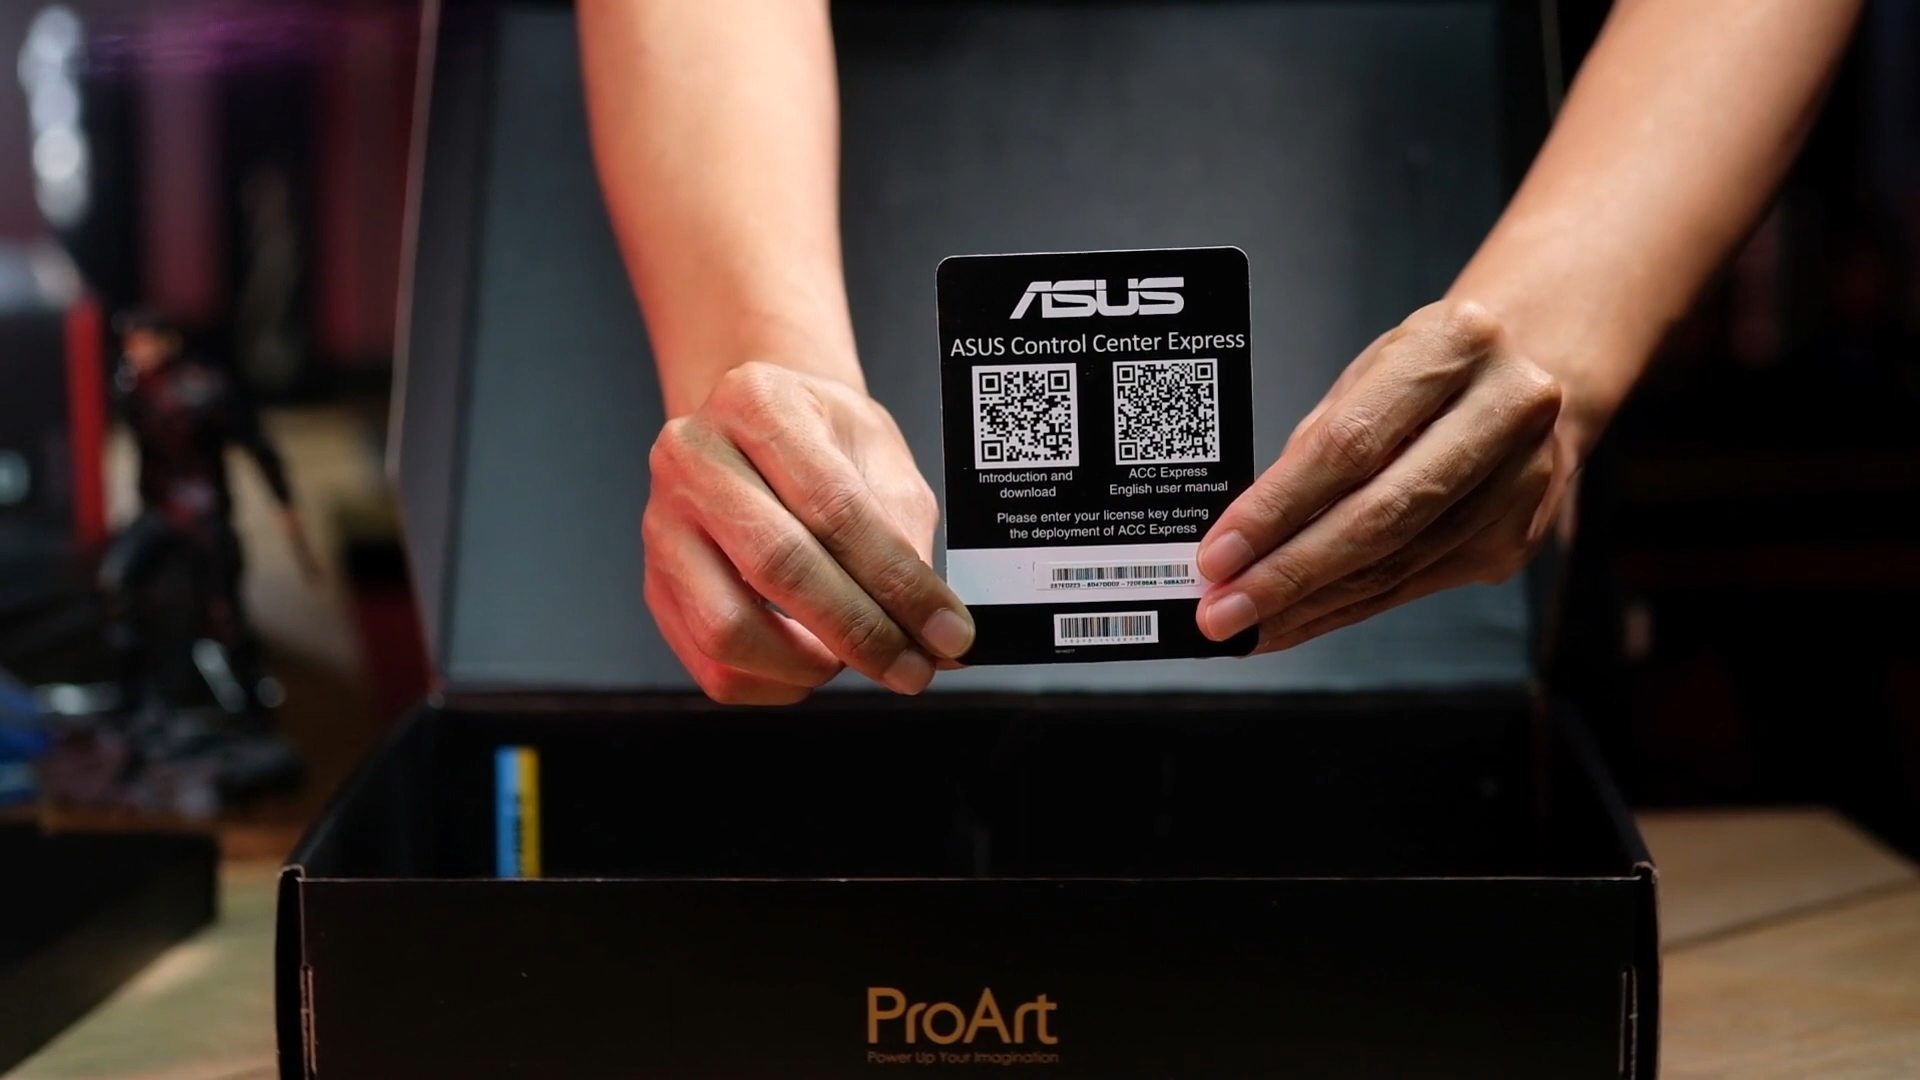 ASUS
ASUS Control Center Express
Introduction and
download
ACC Express
English user manual
Please enter your license key during
the deployment of ACC Express
ProArt
Power Up Your Imagination